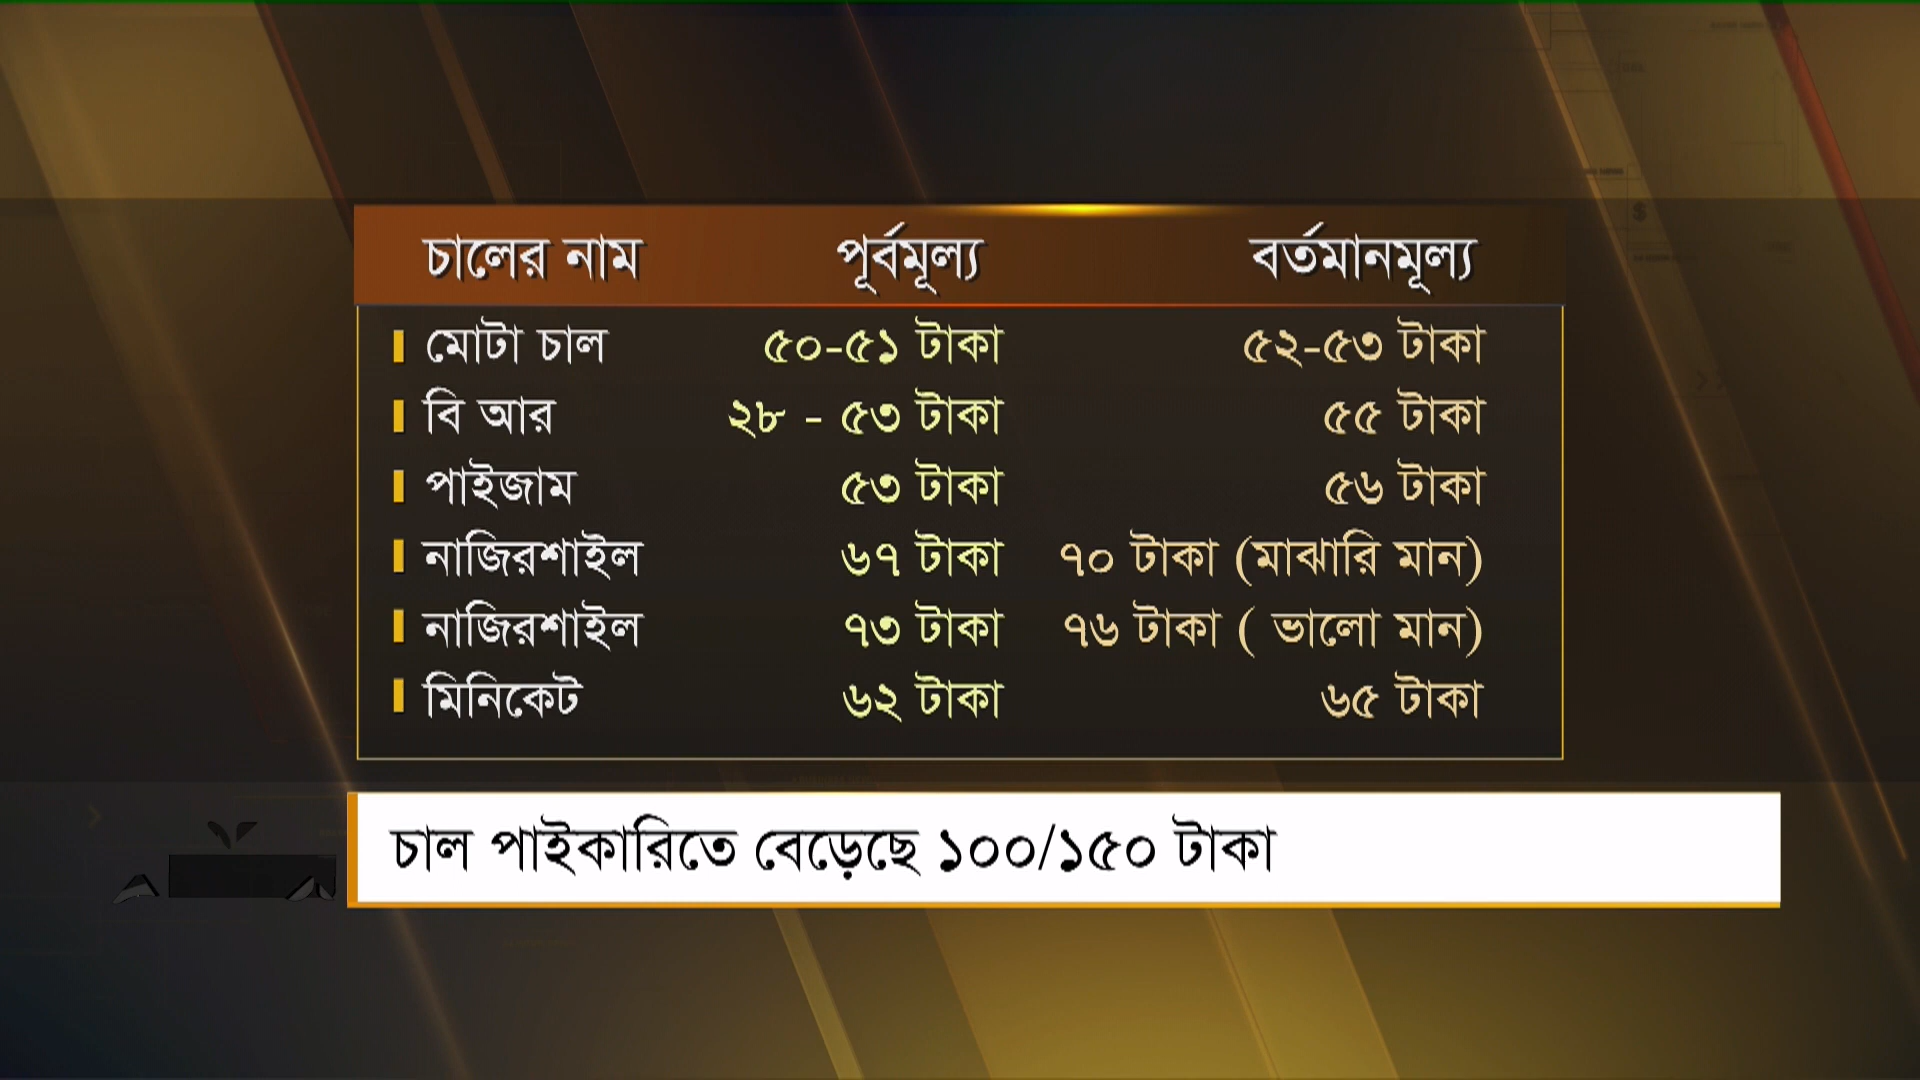 চালের নাম পূর্বমূল্য বর্তমানমূল্য
মোটা চাল ৫০-৫১ টাকা ৫২-৫৩ টাকা
বি আর ২৮ - ৫৩ টাকা ৫৫ টাকা
পাইজাম ৫৩ টাকা ৫৬ টাকা
নাজিরশাইল ৬৭ টাকা ৭০ টাকা (মাঝারি মান)
নাজিরশাইল ৭৩ টাকা ৭৬ টাকা ( ভালো মান)
মিনিকেট ৬২ টাকা ৬৫ টাকা
চাল পাইকারিতে বেড়েছে ১০০/১৫০ টাকা